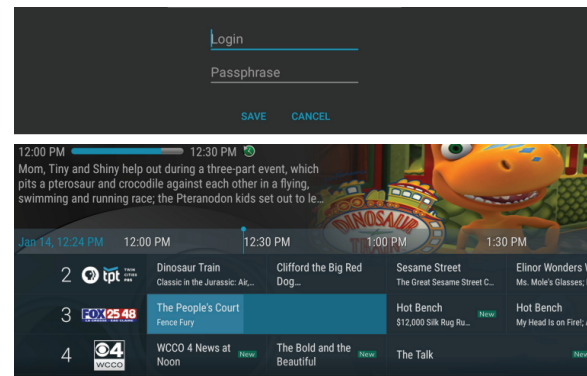 Login
Passphrase
SAVE CANCEL
12:00 PM 12:30 PM
Mom, Tiny and Shiny help out during a three-part event, which
pits a pterosaur and crocodile against each other in a flying,
swimming and running race; the Pteranodon kids set out to le...
DINOSAUR
TRAIN
Jan 14, 12:24 PM 12:00 PM 12:30 PM 1:00 PM 1:30 PM
2 tpt TWIN CITIES PBS
Dinosaur Train
Classic in the Jurassic: Air,...
Clifford the Big Red
Dog...
Sesame Street
The Great Sesame Street C...
Elinor Wonders W
Ms. Mole's Glasses;
3 FOX 25 48
The People's Court
Fence Fury
Hot Bench
$12,000 Silk Rug Ru...
New
Hot Bench
My Head Is on Fire!;
4 4 WCCO
WCCO 4 News at
Noon
New
The Bold and the
Beautiful
New
The Talk
New